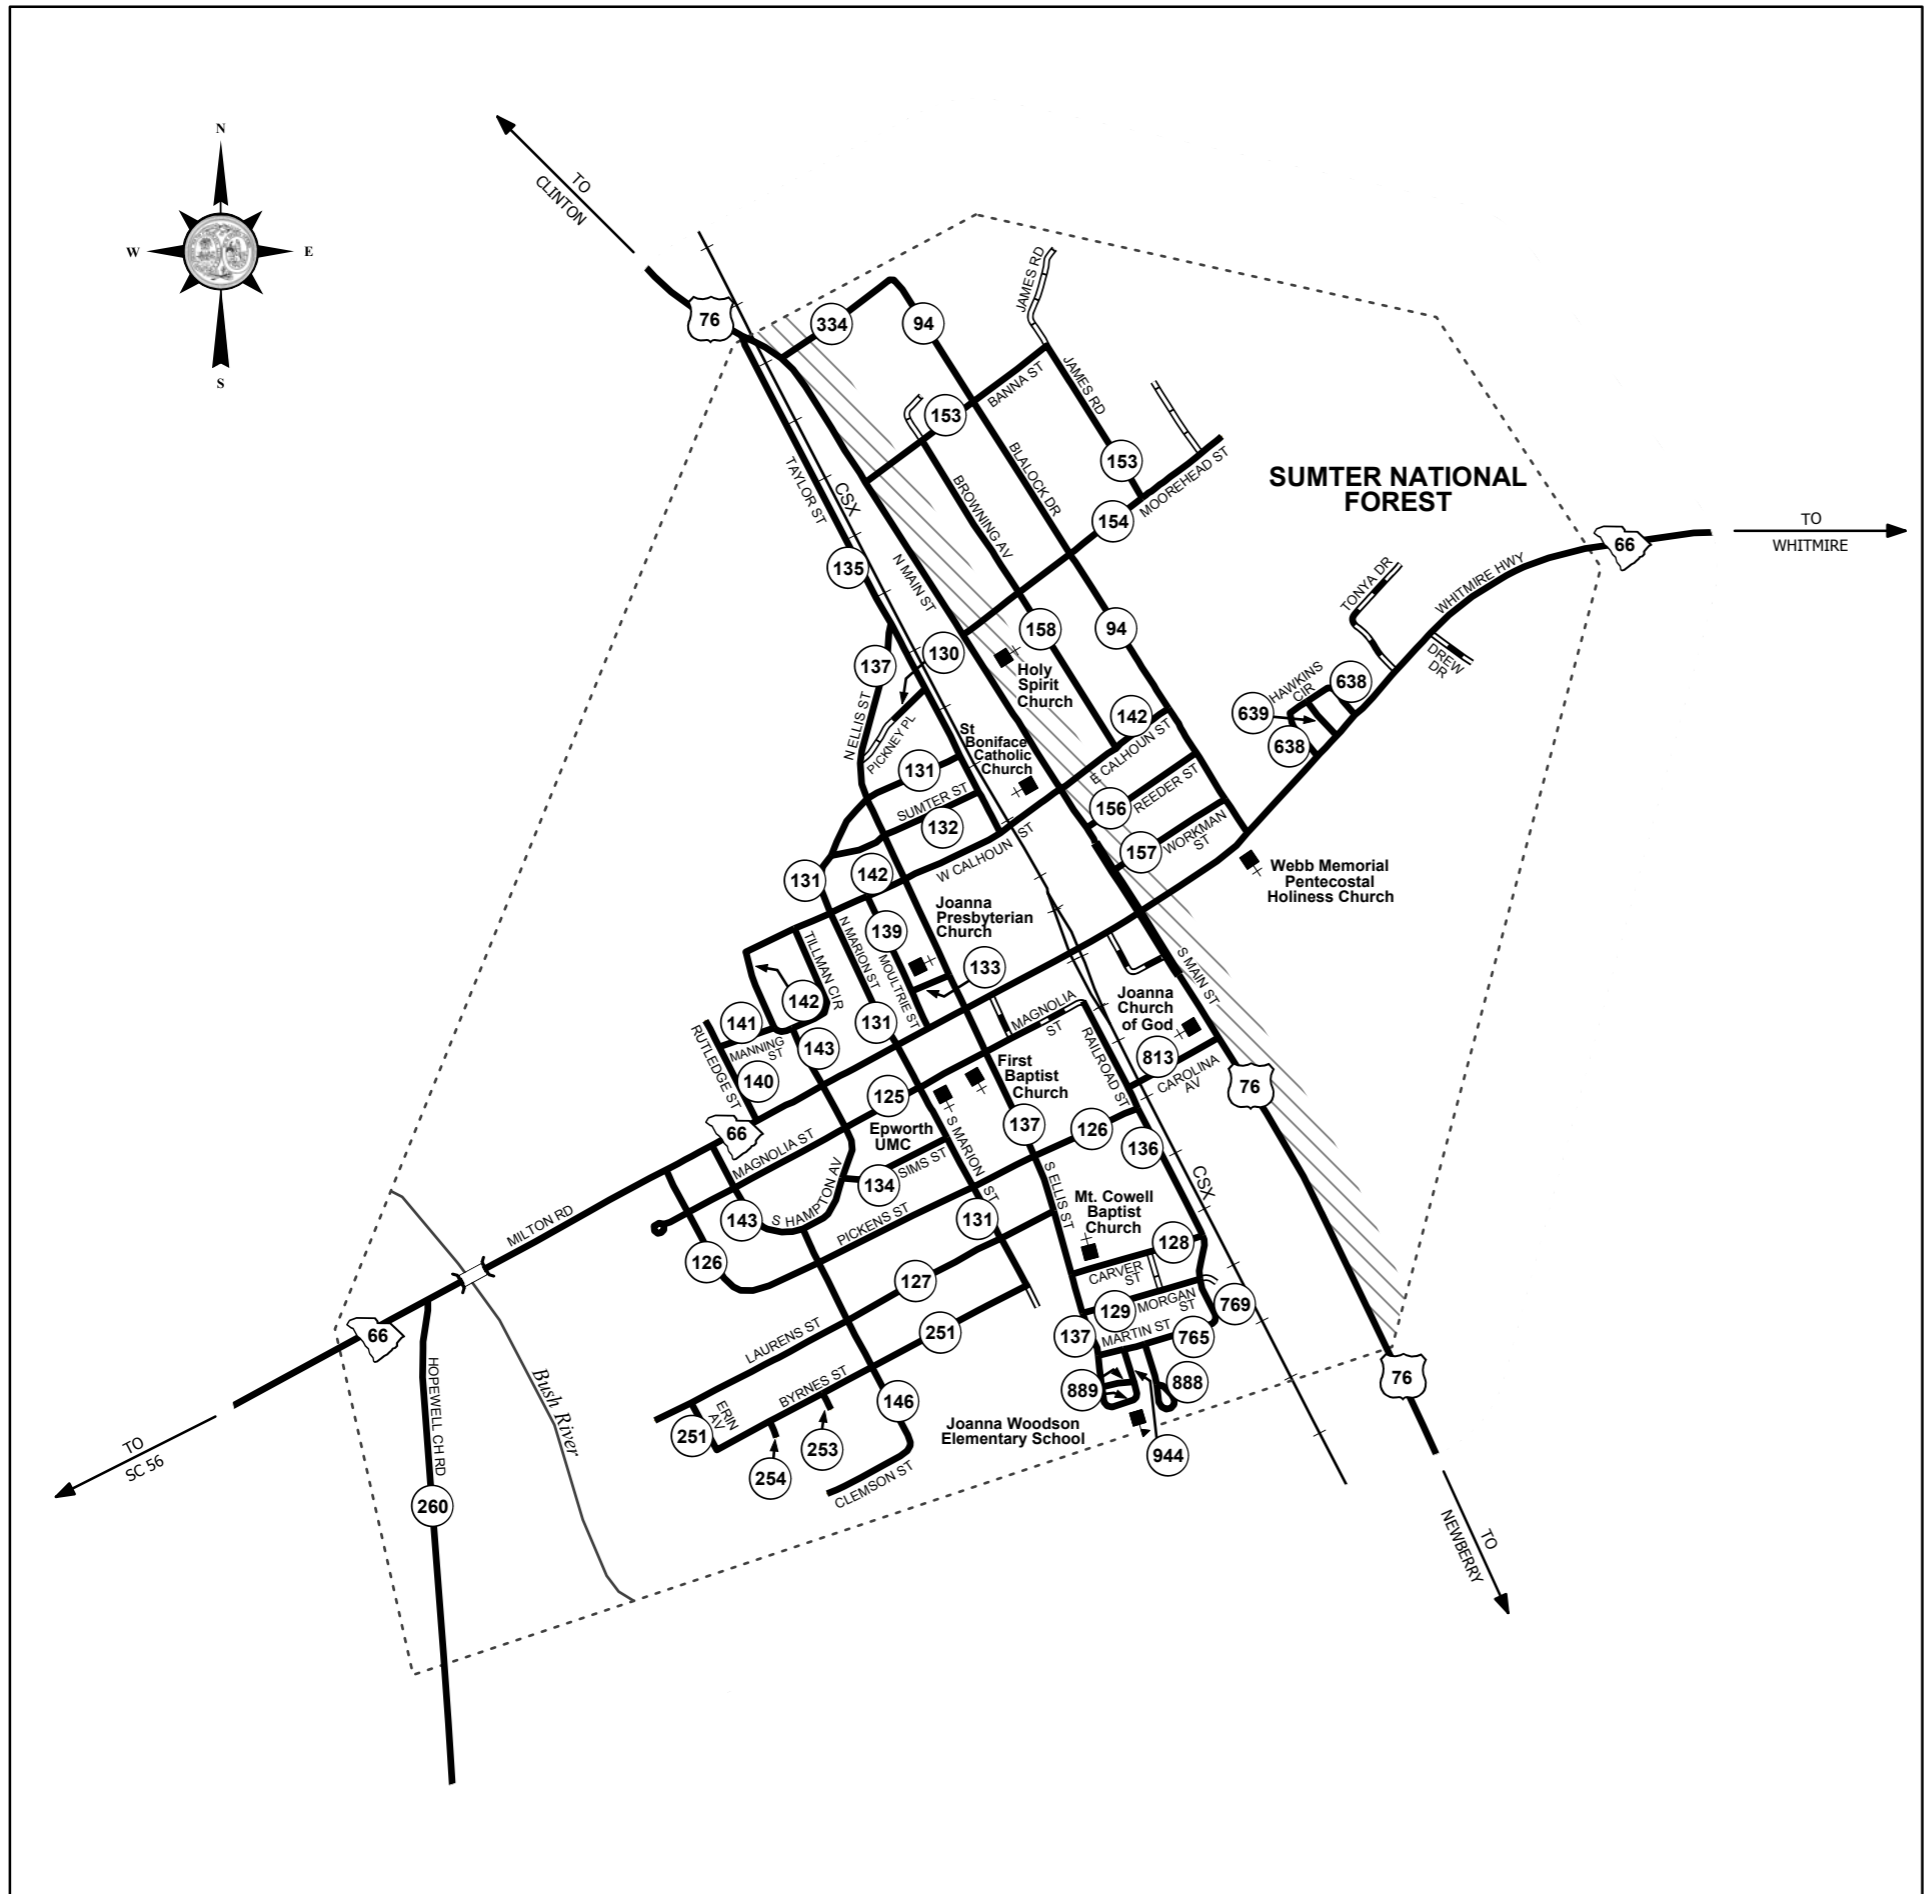 N
W
E
S
TO
CLINTON
76
334
94
JAMES RD
153
BANNA ST
JAMES RD
153
BLALOCK DR
BROWNING AV
154
MOOREHEAD ST
SUMTER NATIONAL
FOREST
TO
WHITMIRE
66
WHITMIRE HWY
TONYA DR
DREW
DR
TAYLOR ST
CSX
135
N MAIN ST
158
94
130
137
Holy
Spirit
Church
N ELLIS ST
PICKNEY PL
142
HAWKINS
CIR
638
639
638
St
Boniface
Catholic
Church
E CALHOUN ST
131
SUMTER ST
132
156
REEDER ST
157
WORKMAN
ST
W CALHOUN ST
142
131
Webb Memorial
Pentecostal
Holiness Church
Joanna
Presbyterian
Church
139
N MARION ST
MOULTRIE ST
TILLMAN CIR
133
142
141
MANNING
ST
143
131
RUTLEDGE ST
140
MAGNOLIA
ST
Joanna
Church
of God
S MAIN ST
RAILROAD ST
813
CAROLINA
AV
76
First
Baptist
Church
125
66
MAGNOLIA ST
Epworth
UMC
S MARION ST
137
126
136
134
SIMS ST
S HAMPTON AV
143
PICKENS ST
131
S ELLIS ST
Mt. Cowell
Baptist
Church
CSX
126
MILTON RD
128
CARVER
ST
127
129
MORGAN
ST
769
LAURENS ST
251
137
MARTIN ST
765
66
BYRNES ST
889
888
76
HOPEWELL CH RD
Bush River
ERIN
AV
251
146
Joanna Woodson
Elementary School
253
254
944
CLEMSON ST
TO
SC 56
260
TO
NEWBERRY